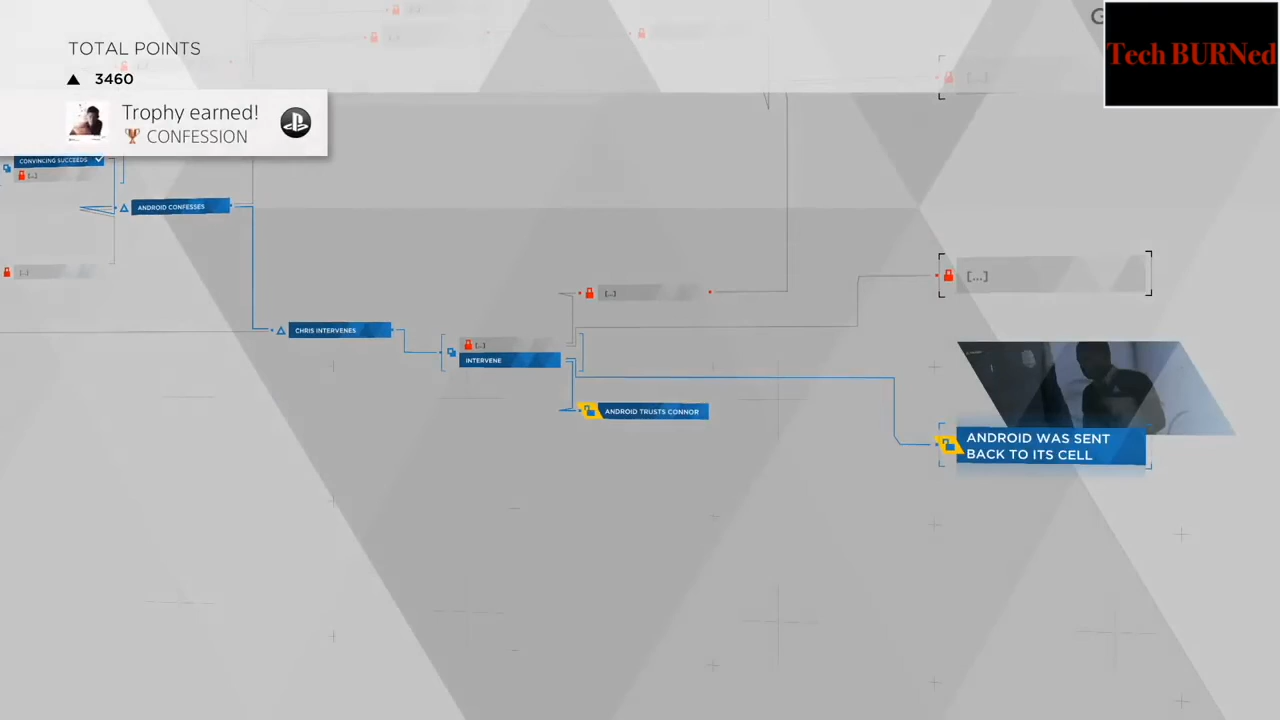 TOTAL POINTS
3460
Trophy earned!
CONFESSION
Tech BURNed
G
[...]
[...]
CONVINCING SUCCEEDS
[...]
ANDROID CONFESSES
[...]
[...]
[...]
CHRIS INTERVENES
[...]
INTERVENE
ANDROID TRUSTS CONNOR
ANDROID WAS SENT
BACK TO ITS CELL